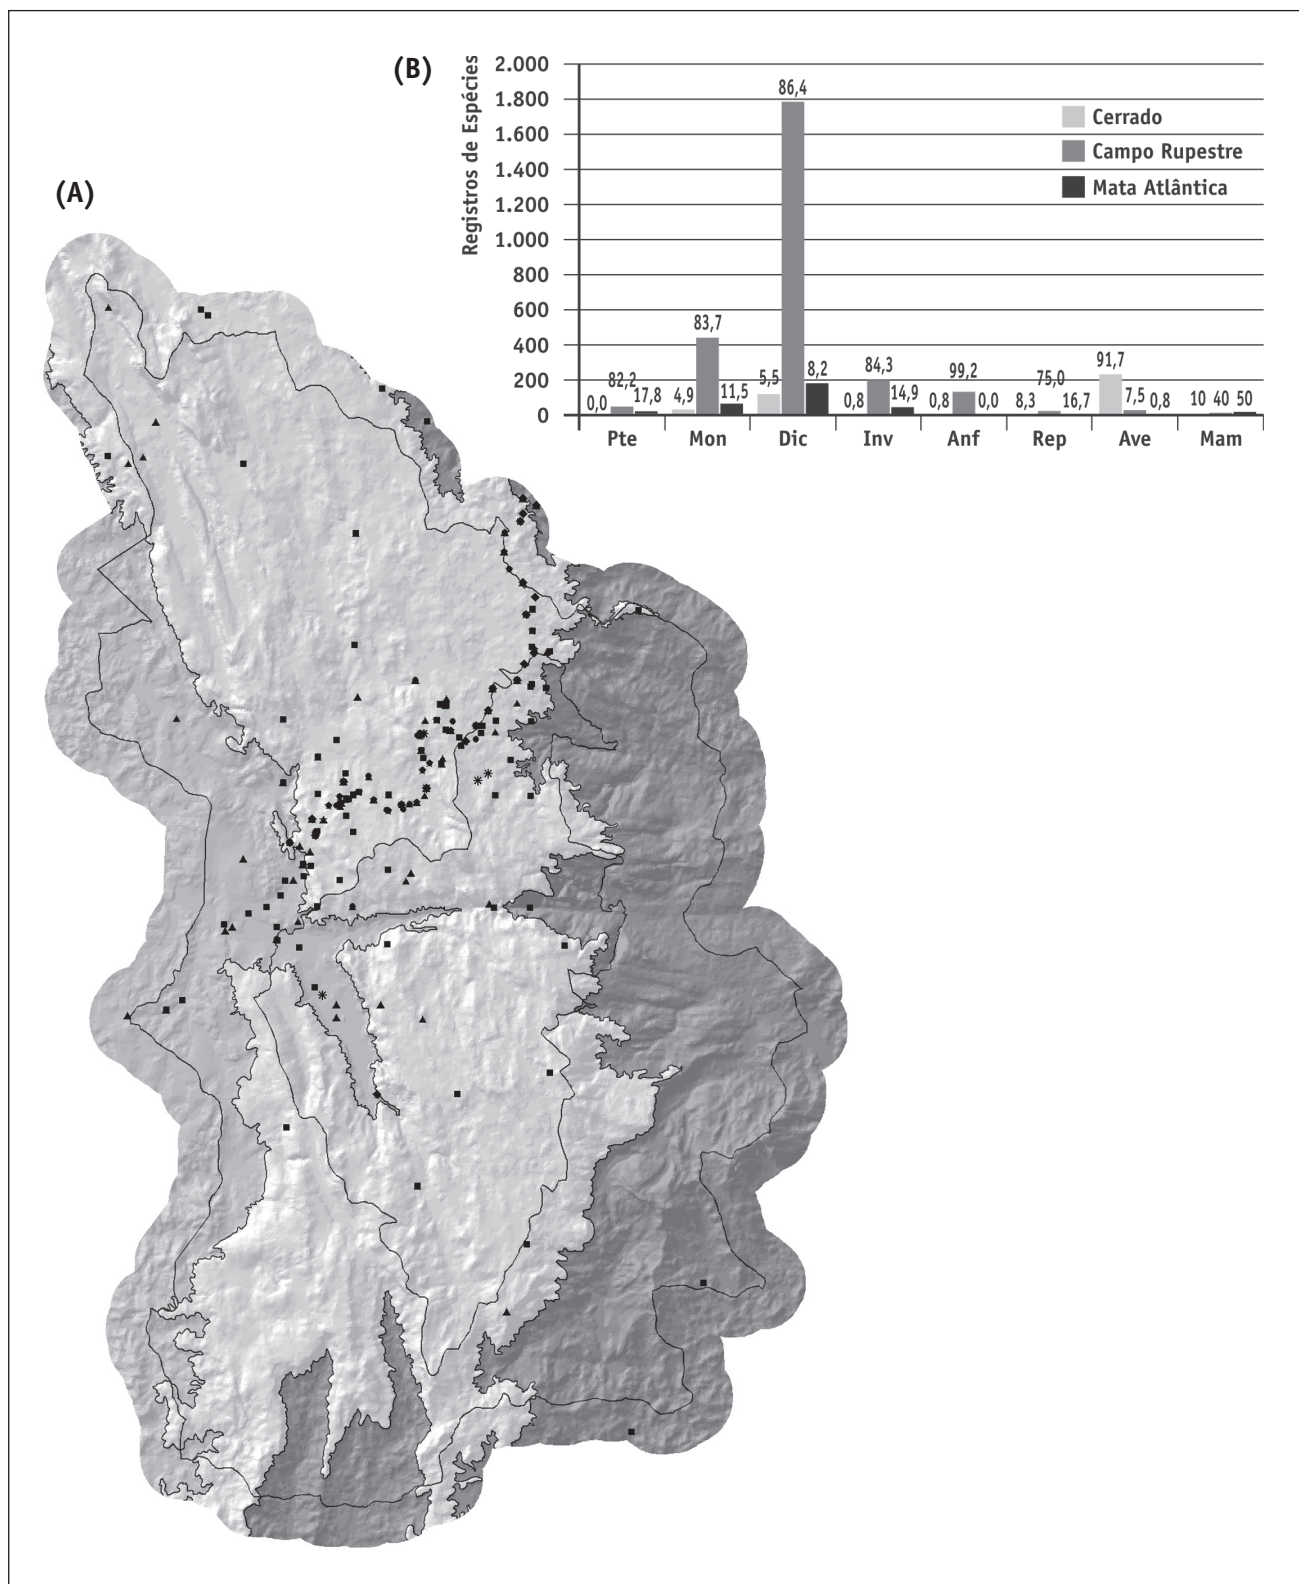 (B)
Registros de Espécies
2.000
1.800
1.600
1.400
1.200
1.000
800
600
400
200
0
Cerrado
Campo Rupestre
Mata Atlântica
0,0 82,2 17,8
4,9 83,7 11,5
5,5 86,4 8,2
0,8 84,3 14,9
0,8 99,2 0,0
8,3 75,0 16,7
91,7 7,5 0,8
10 40 50
Pte Mon Dic Inv Anf Rep Ave Mam
(A)